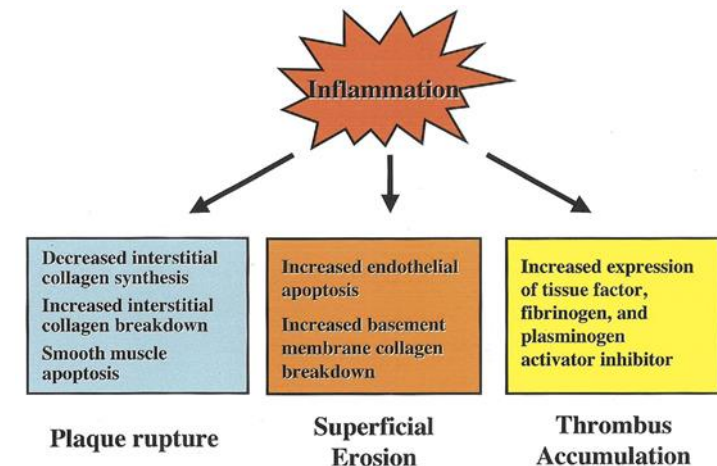 Inflammation
Decreased interstitial
collagen synthesis
Increased interstitial
collagen breakdown
Smooth muscle
apoptosis
Increased endothelial
apoptosis
Increased basement
membrane collagen
breakdown
Increased expression
of tissue factor,
fibrinogen, and
plasminogen
activator inhibitor
Plaque rupture
Superficial
Erosion
Thrombus
Accumulation